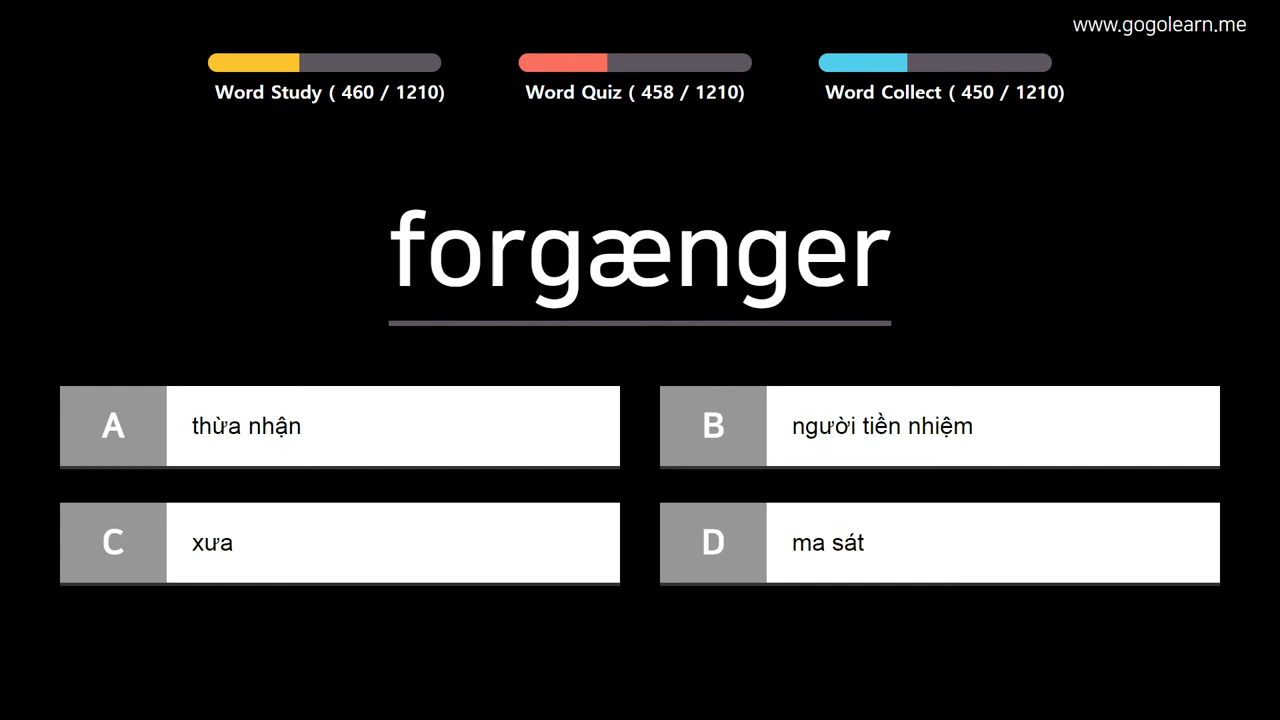 www.gogolearn.me
Word Study ( 460 / 1210)
Word Quiz ( 458 / 1210)
Word Collect ( 450 / 1210)
forgænger
A
thừa nhận
B
người tiền nhiệm
C
xưa
D
ma sát